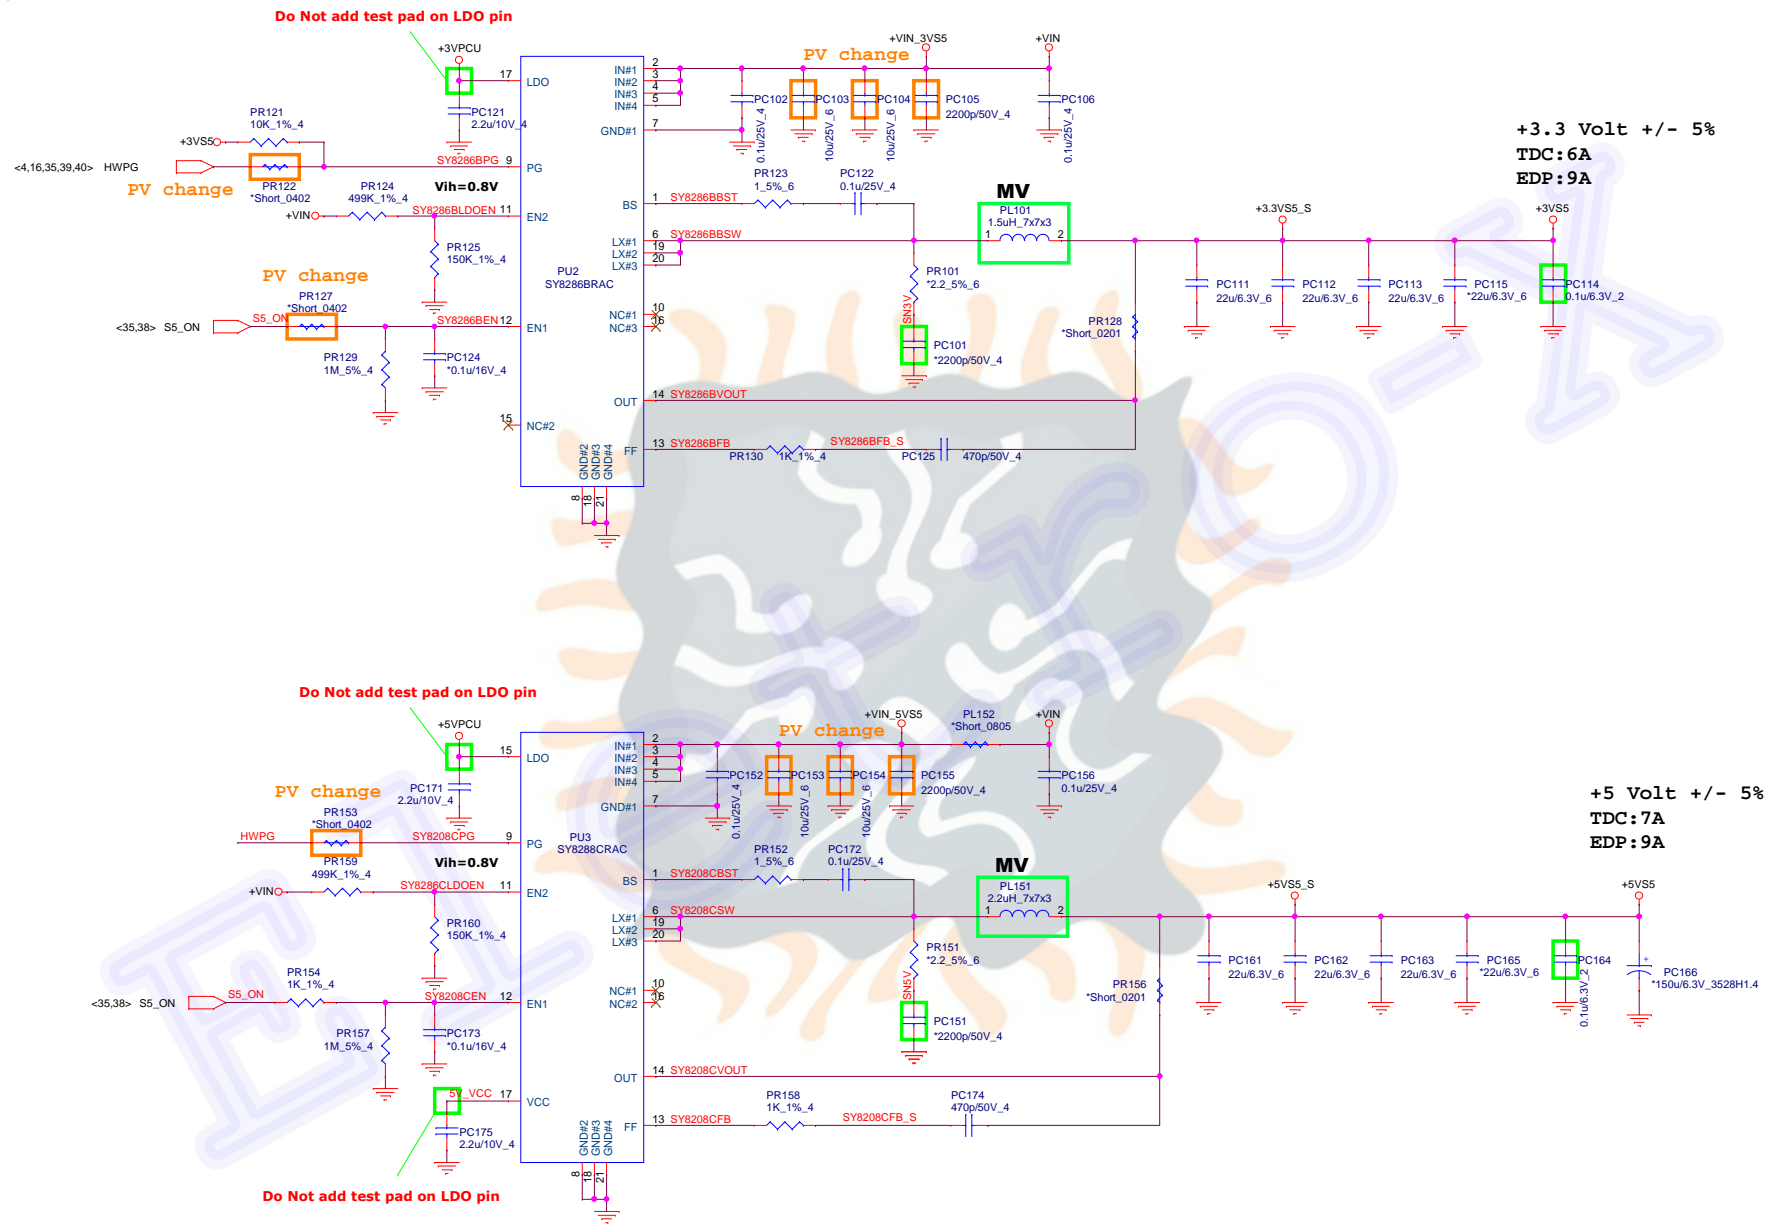 Do Not add test pad on LDO pin
+3VPCU
17
LDO
PC121
2.2u/10V_4
PR121
10K_1%_4
+3VS5
<4,16,35,39,40> HWPG
SY8286BPG
9
PG
PV change
PR122
*Short_0402
PR124
499K_1%_4
Vih=0.8V
+VIN
SY8286BLDOEN
11
EN2
PR125
150K_1%_4
PV change
PR127
*Short_0402
<35,38> S5_ON
S5_ON
SY8286BEN
12
EN1
PR129
1M_5%_4
PC124
*0.1u/16V_4
15
NC#2
PU2
SY8286BRAC
IN#1
2
IN#2
3
IN#3
4
IN#4
5
GND#1
7
BS
1
SY8286BBST
LX#1
6
SY8286BBSW
LX#2
19
LX#3
20
NC#1
10
NC#3
16
OUT
14
SY8286BVOUT
FF
13
SY8286BFB
GND#2
GND#3
GND#4
8
18
21
PV change
+VIN_3VS5
+VIN
PC102
0.1u/25V_4
PC103
10u/25V_6
PC104
10u/25V_6
PC105
2200p/50V_4
PC106
0.1u/25V_4
PR123
1_5%_6
PC122
0.1u/25V_4
MV
PL101
1.5uH_7x7x3
1
2
PR101
*2.2_5%_6
SN3V
PC101
*2200p/50V_4
PR128
*Short_0201
PR130
1K_1%_4
SY8286BFB_S
PC125
470p/50V_4
+3.3VS5_S
+3VS5
PC111
22u/6.3V_6
PC112
22u/6.3V_6
PC113
22u/6.3V_6
PC115
*22u/6.3V_6
PC114
0.1u/6.3V_2
+3.3 Volt +/- 5%
TDC:6A
EDP:9A
Do Not add test pad on LDO pin
+5VPCU
15
LDO
PC171
2.2u/10V_4
PV change
PR153
*Short_0402
HWPG
SY8208CPG
9
PG
PR159
499K_1%_4
Vih=0.8V
+VIN
SY8286CLDOEN
11
EN2
PR160
150K_1%_4
PR154
1K_1%_4
<35,38> S5_ON
S5_ON
SY8208CEN
12
EN1
PR157
1M_5%_4
PC173
*0.1u/16V_4
5V_VCC
17
VCC
PC175
2.2u/10V_4
Do Not add test pad on LDO pin
PU3
SY8288CRAC
IN#1
2
IN#2
3
IN#3
4
IN#4
5
GND#1
7
BS
1
SY8208CBST
LX#1
6
SY8208CSW
LX#2
19
LX#3
20
NC#1
10
NC#2
16
OUT
14
SY8208CVOUT
FF
13
SY8208CFB
GND#2
GND#3
GND#4
8
18
21
PV change
+VIN_5VS5
PL152
*Short_0805
+VIN
PC152
0.1u/25V_4
PC153
10u/25V_6
PC154
10u/25V_6
PC155
2200p/50V_4
PC156
0.1u/25V_4
PR152
1_5%_6
PC172
0.1u/25V_4
MV
PL151
2.2uH_7x7x3
1
2
PR151
*2.2_5%_6
SN5V
PC151
*2200p/50V_4
PR156
*Short_0201
PR158
1K_1%_4
SY8208CFB_S
PC174
470p/50V_4
+5VS5_S
+5VS5
PC161
22u/6.3V_6
PC162
22u/6.3V_6
PC163
22u/6.3V_6
PC165
*22u/6.3V_6
PC164
0.1u/6.3V_2
+
PC166
*150u/6.3V_3528H1.4
+5 Volt +/- 5%
TDC:7A
EDP:9A